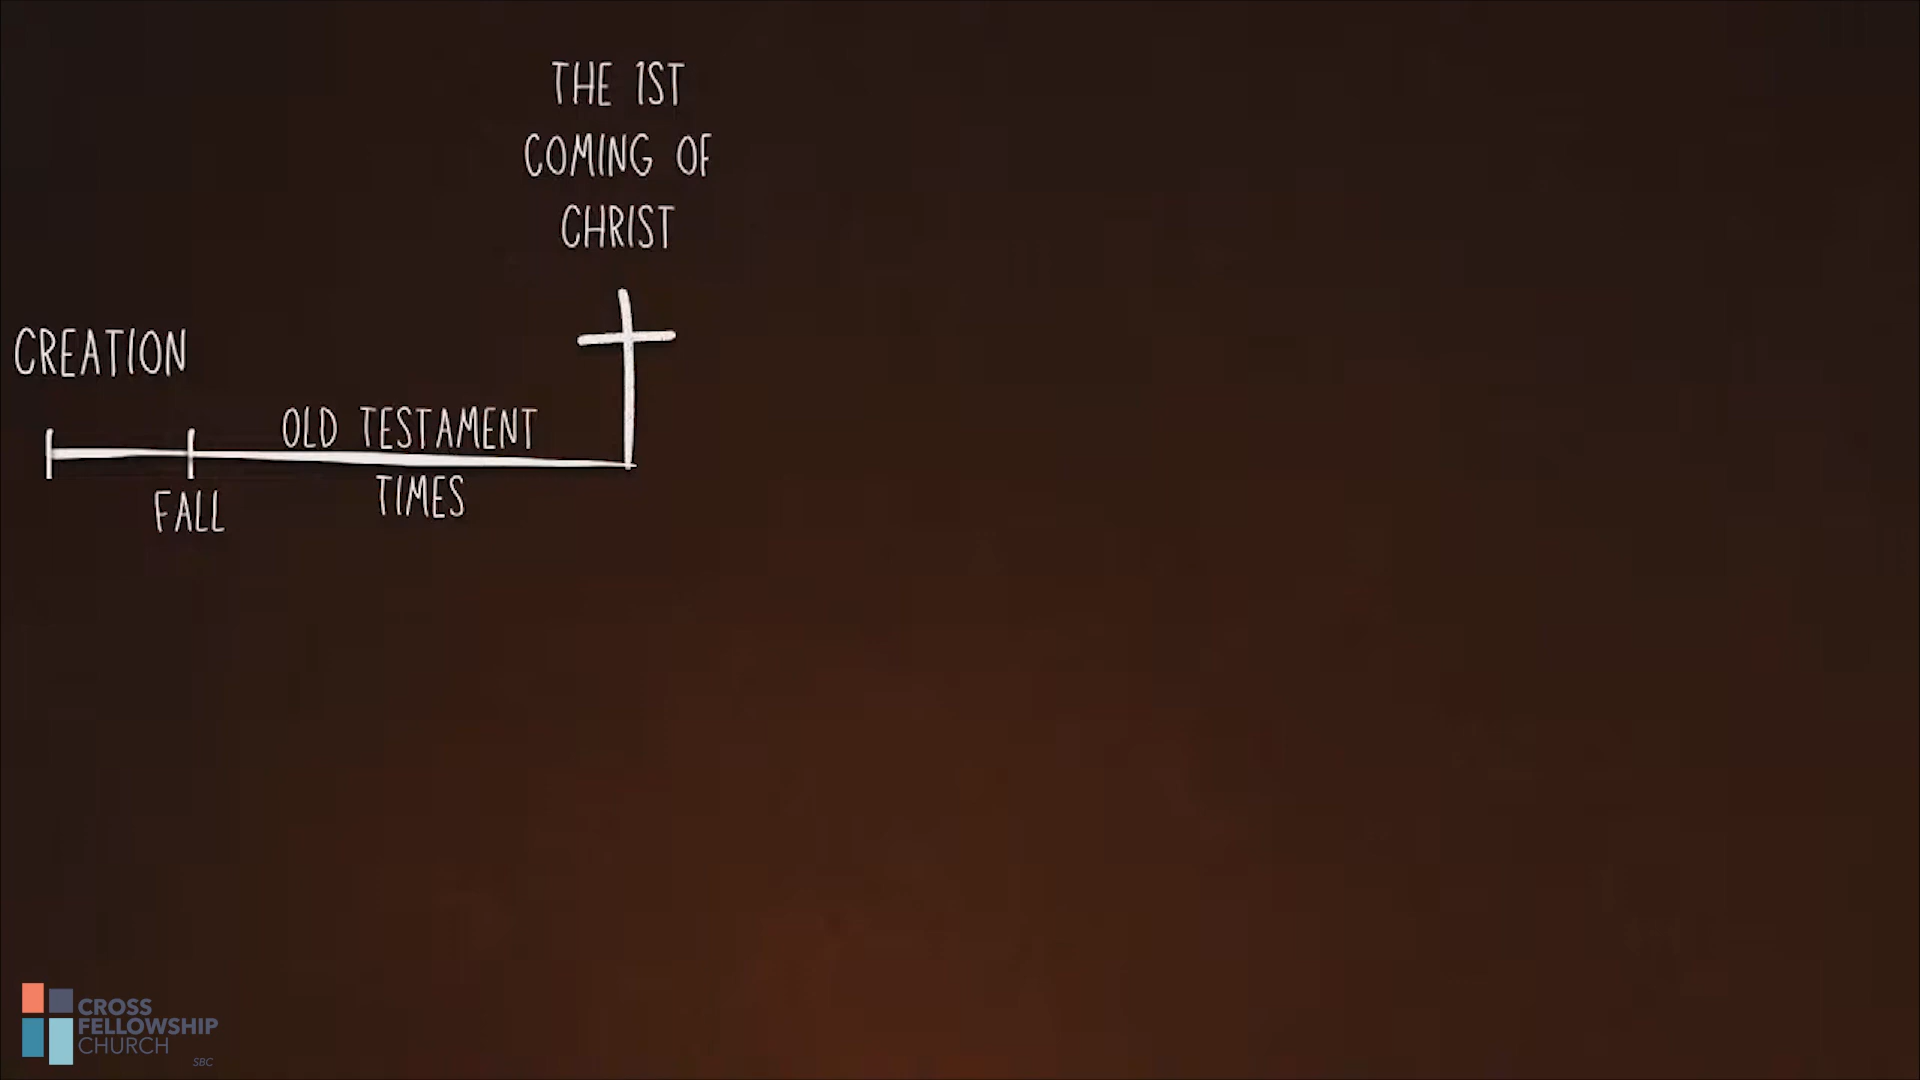 THE 1ST
COMING OF
CHRIST
CREATION
OLD TESTAMENT
TIMES
FALL
CROSS
FELLOWSHIP
CHURCH
SBC